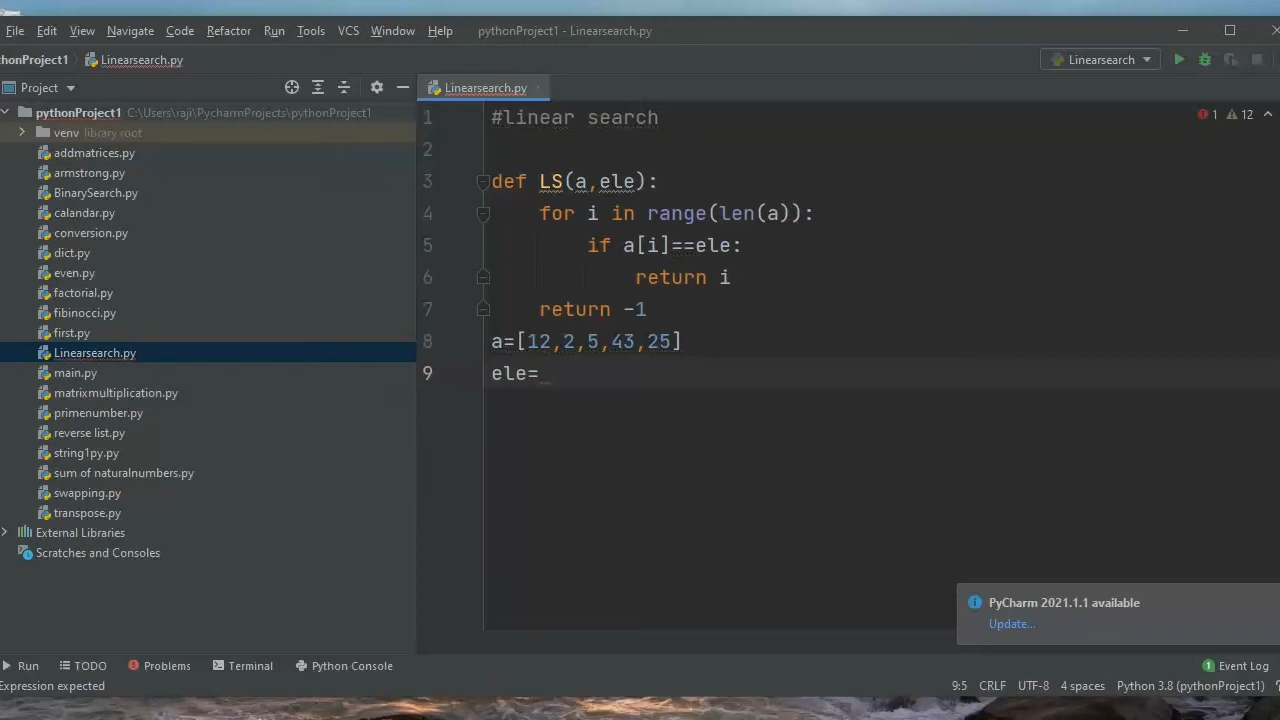 File Edit View Navigate Code Refactor Run Tools VCS Window Help pythonProject1 - Linearsearch.py
thonProject1 Linearsearch.py Linearsearch
Project Linearsearch.py
pythonProject1 C:\Users\raji\PycharmProjects\pythonProject1
venv library root
addmatrices.py
armstrong.py
BinarySearch.py
calandar.py
conversion.py
dict.py
even.py
factorial.py
fibinocci.py
first.py
Linearsearch.py
main.py
matrixmultiplication.py
primenumber.py
reverse list.py
string1py.py
sum of naturalnumbers.py
swapping.py
transpose.py
External Libraries
Scratches and Consoles
1 #linear search 1 12
2
3 def LS(a,ele):
4 for i in range(len(a)):
5 if a[i]==ele:
6 return i
7 return -1
8 a=[12,2,5,43,25]
9 ele=
PyCharm 2021.1.1 available
Update...
Run TODO Problems Terminal Python Console 1 Event Log
Expression expected 9:5 CRLF UTF-8 4 spaces Python 3.8 (pythonProject1)